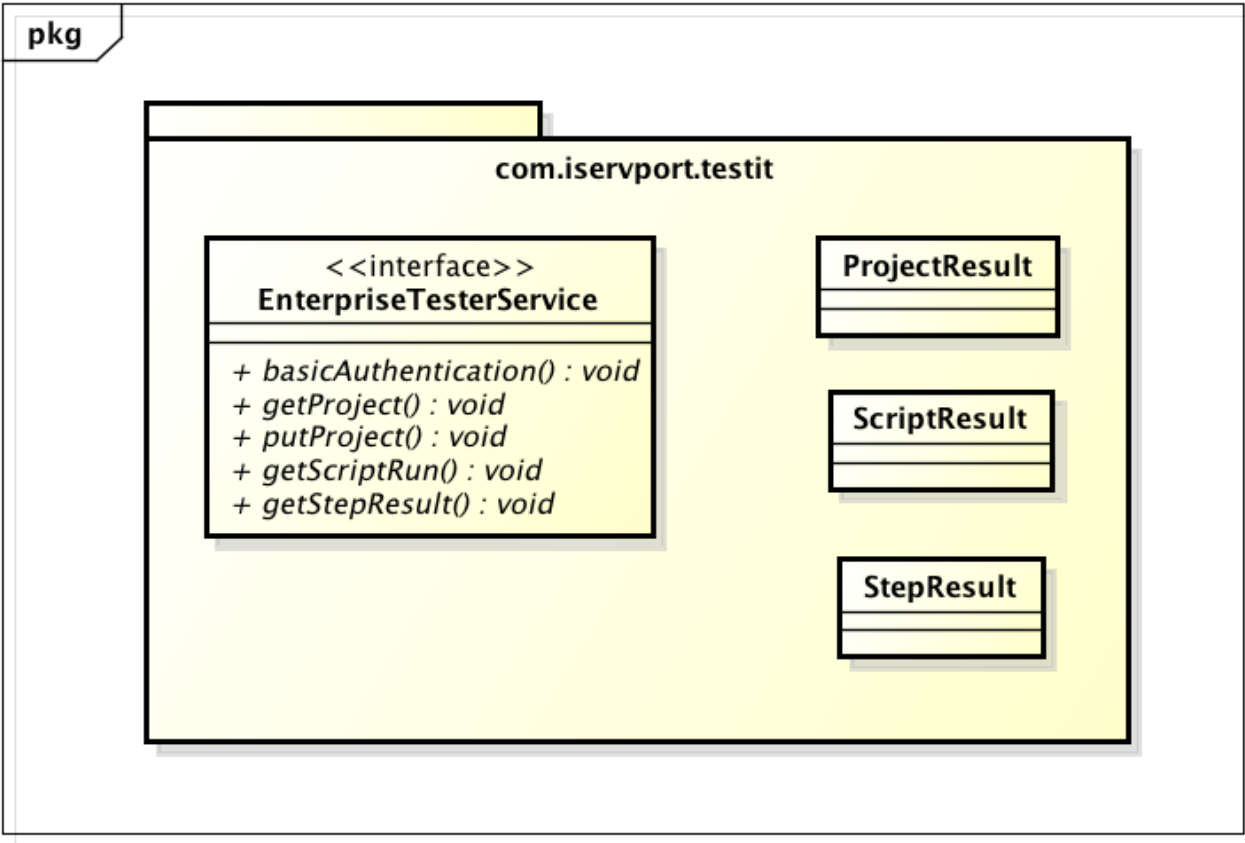 pkg
com.iservport.testit
<<interface>>
EnterpriseTesterService
+ basicAuthentication() : void
+ getProject() : void
+ putProject() : void
+ getScriptRun() : void
+ getStepResult() : void
ProjectResult
ScriptResult
StepResult